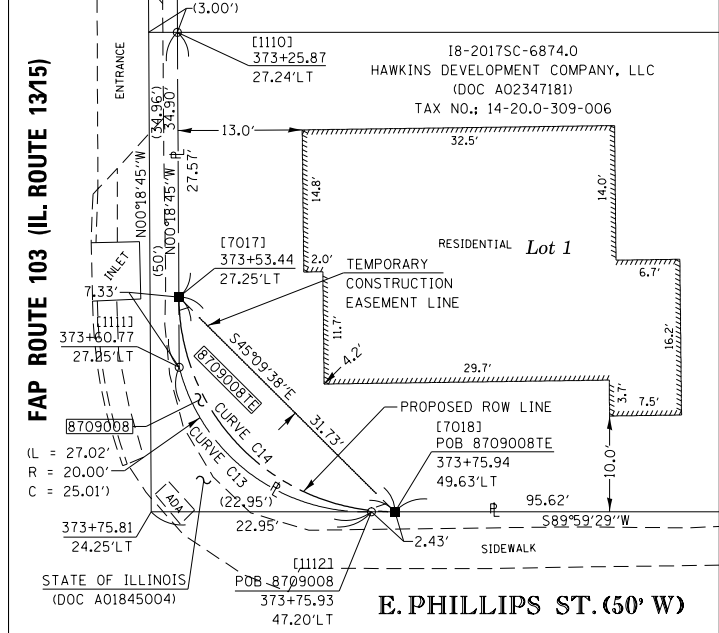 (3.00')
[1110]
373+25.87
27.24'LT
I8-2017SC-6874.0
HAWKINS DEVELOPMENT COMPANY, LLC
(DOC A02347181)
TAX NO.; 14-20.0-309-006
ENTRANCE
FAP ROUTE 103 (IL. ROUTE 13/15)
(34.96')
34.90'
13.0'
32.5'
N00°18'45"W
N00°18'45"W
(50')
PL
27.57'
14.8'
14.0'
RESIDENTIAL
Lot 1
[7017]
373+53.44
27.25'LT
2.0'
6.7'
TEMPORARY
CONSTRUCTION
EASEMENT LINE
INLET
7.33'
[1111]
373+60.77
27.25'LT
11.7'
16.2'
S45°09'38"E
8709008TE
4.2'
29.7'
3.7'
7.5'
31.73'
PROPOSED ROW LINE
8709008
CURVE C14
CURVE C13
[7018]
POB 8709008TE
373+75.94
49.63'LT
(L = 27.02'
R = 20.00'
C = 25.01')
10.0'
ADA
PL
(22.95')
22.95'
PL
95.62'
S89°59'29"W
373+75.81
24.25'LT
2.43'
SIDEWALK
STATE OF ILLINOIS
(DOC A01845004)
[1112]
POB 8709008
373+75.93
47.20'LT
E. PHILLIPS ST. (50' W)